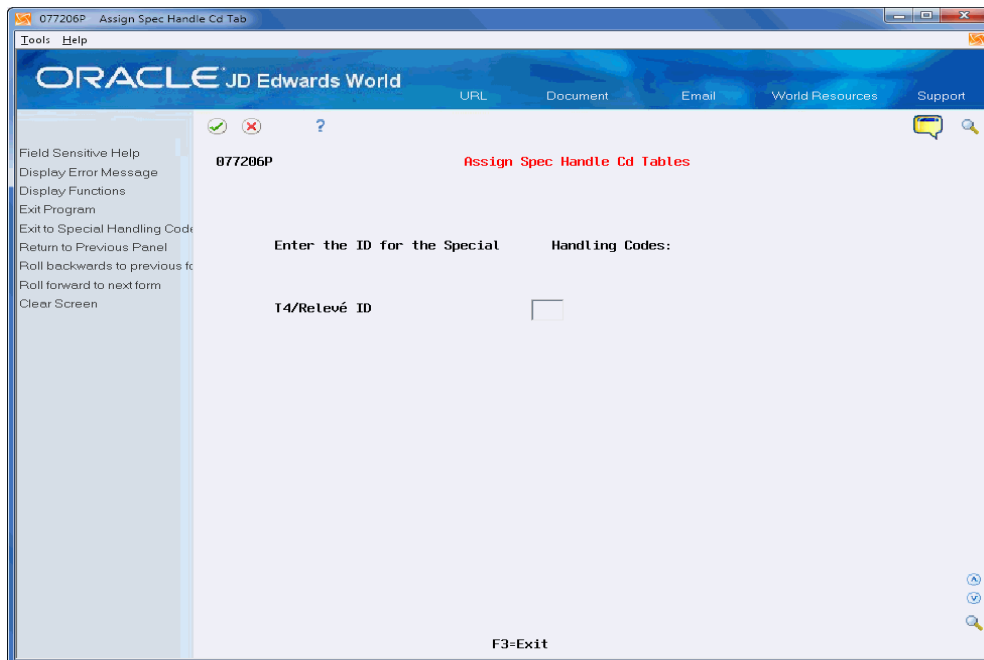 077206P Assign Spec Handle Cd Tab
Tools Help
ORACLE JD Edwards World
URL Document Email World Resources Support
?
Field Sensitive Help
Display Error Message
Display Functions
Exit Program
Exit to Special Handling Code
Return to Previous Panel
Roll backwards to previous fo
Roll forward to next form
Clear Screen
077206P Assign Spec Handle Cd Tables
Enter the ID for the Special Handling Codes:
T4/Relevé ID
F3=Exit